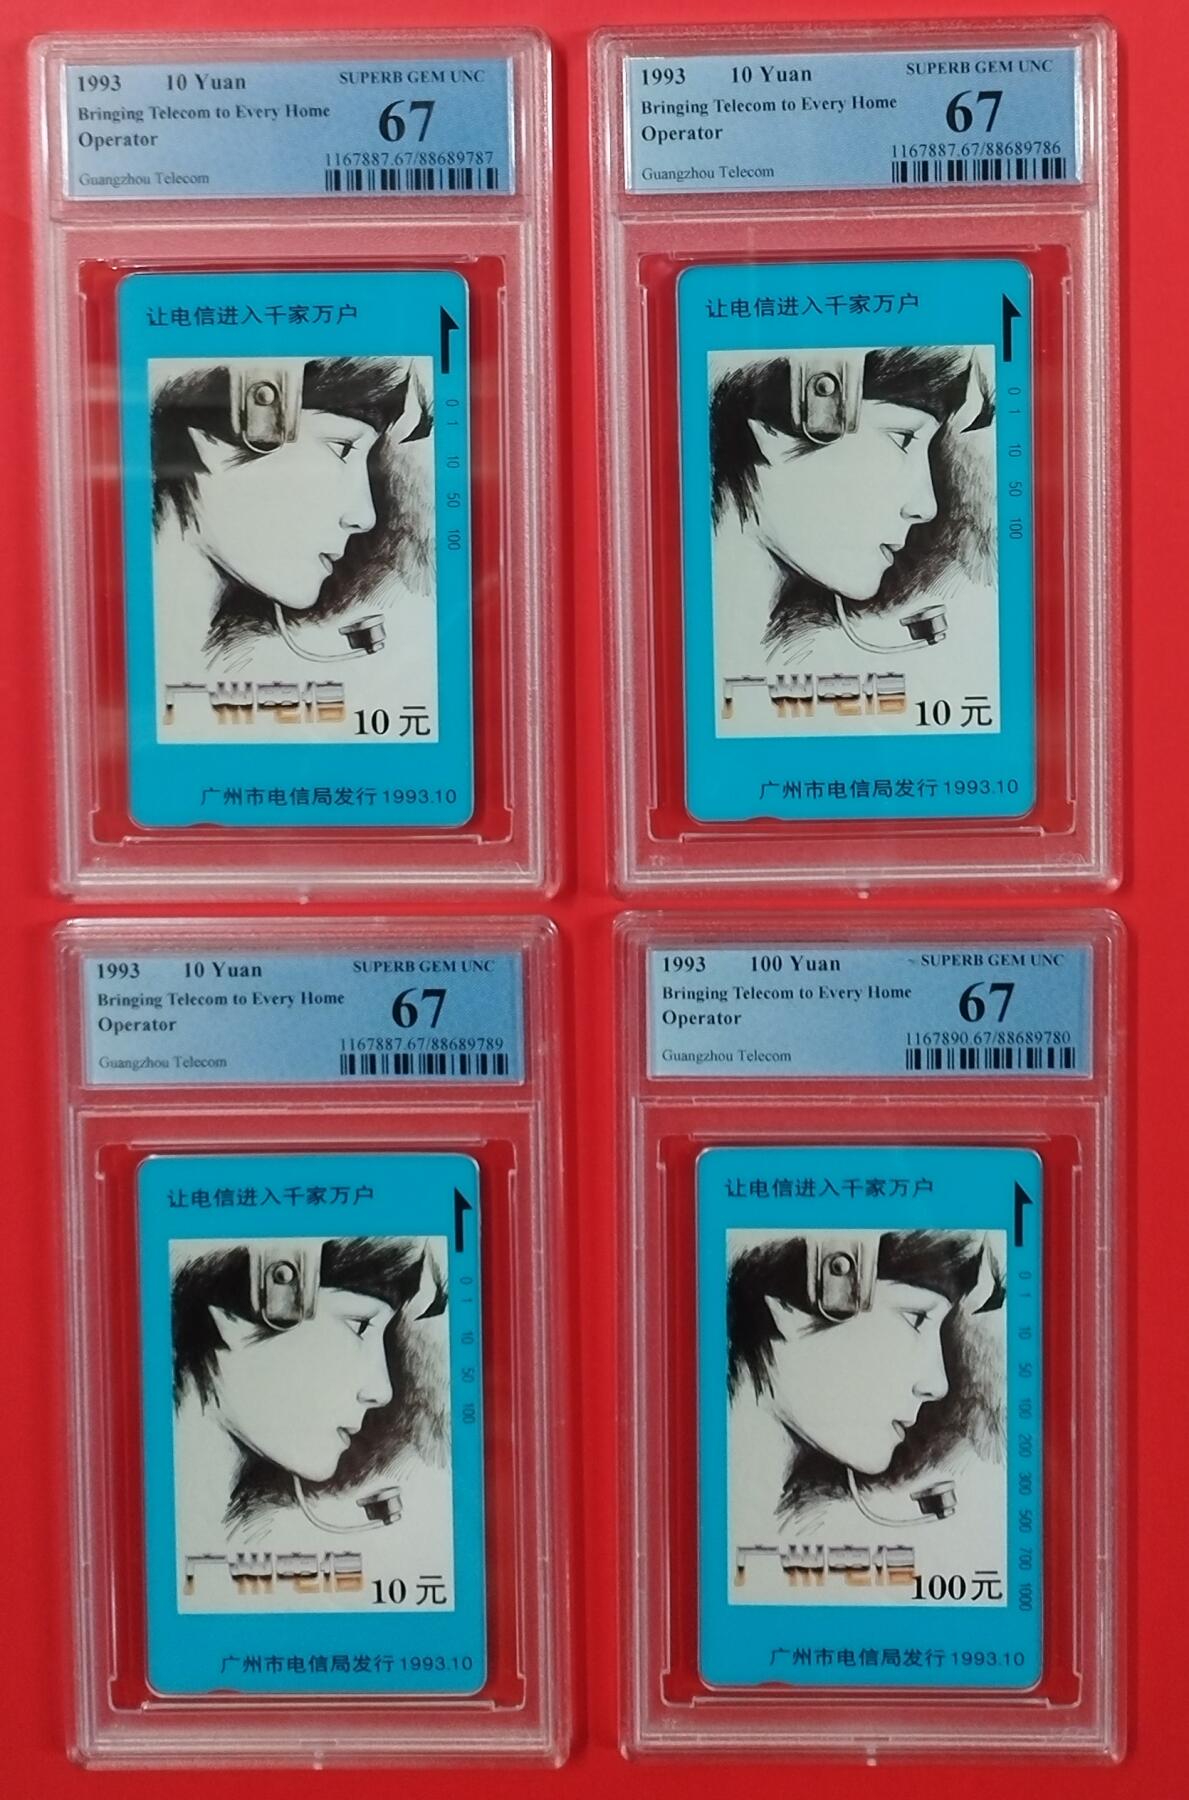 1993 10 Yuan SUPERB GEM UNC
Bringing Telecom to Every Home 67
Operator
1167887.67/88689787
Guangzhou Telecom
让电信进入千家万户
0 1 10 50 100
广州电信
10 元
广州市电信局发行 1993.10
1993 10 Yuan SUPERB GEM UNC
Bringing Telecom to Every Home 67
Operator
1167887.67/88689786
Guangzhou Telecom
让电信进入千家万户
0 1 10 50 100
广州电信
10 元
广州市电信局发行 1993.10
1993 10 Yuan SUPERB GEM UNC
Bringing Telecom to Every Home 67
Operator
1167887.67/88689789
Guangzhou Telecom
让电信进入千家万户
0 1 10 50 100
广州电信
10 元
广州市电信局发行 1993.10
1993 100 Yuan SUPERB GEM UNC
Bringing Telecom to Every Home 67
Operator
1167890.67/88689780
Guangzhou Telecom
让电信进入千家万户
0 1 10 50 100 200 300 500 700 1000
广州电信
100元
广州市电信局发行 1993.10